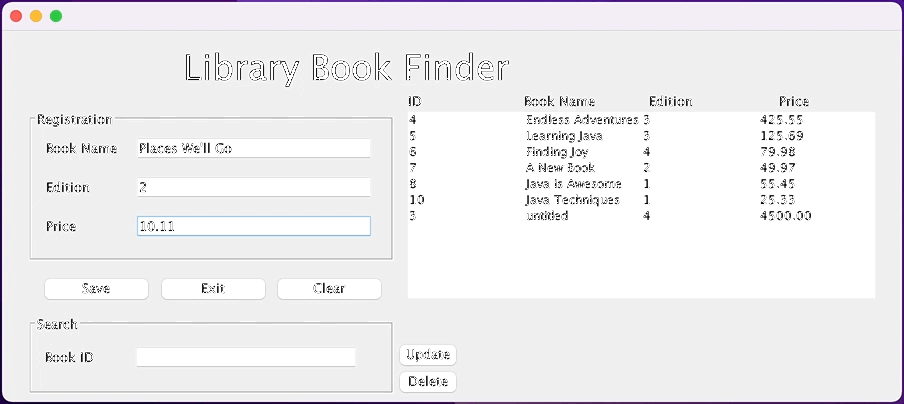 Library Book Finder
Registration
Book Name Places We'll Go
Edition 2
Price 10.11
Save Exit Clear
Search
Book ID
ID Book Name Edition Price
4 Endless Adventures 3 425.55
5 Learning Java 3 125.69
6 Finding Joy 4 79.98
7 A New Book 2 49.97
8 Java is Awesome 1 55.45
10 Java Techniques 1 25.33
3 untitled 4 4500.00
Update
Delete